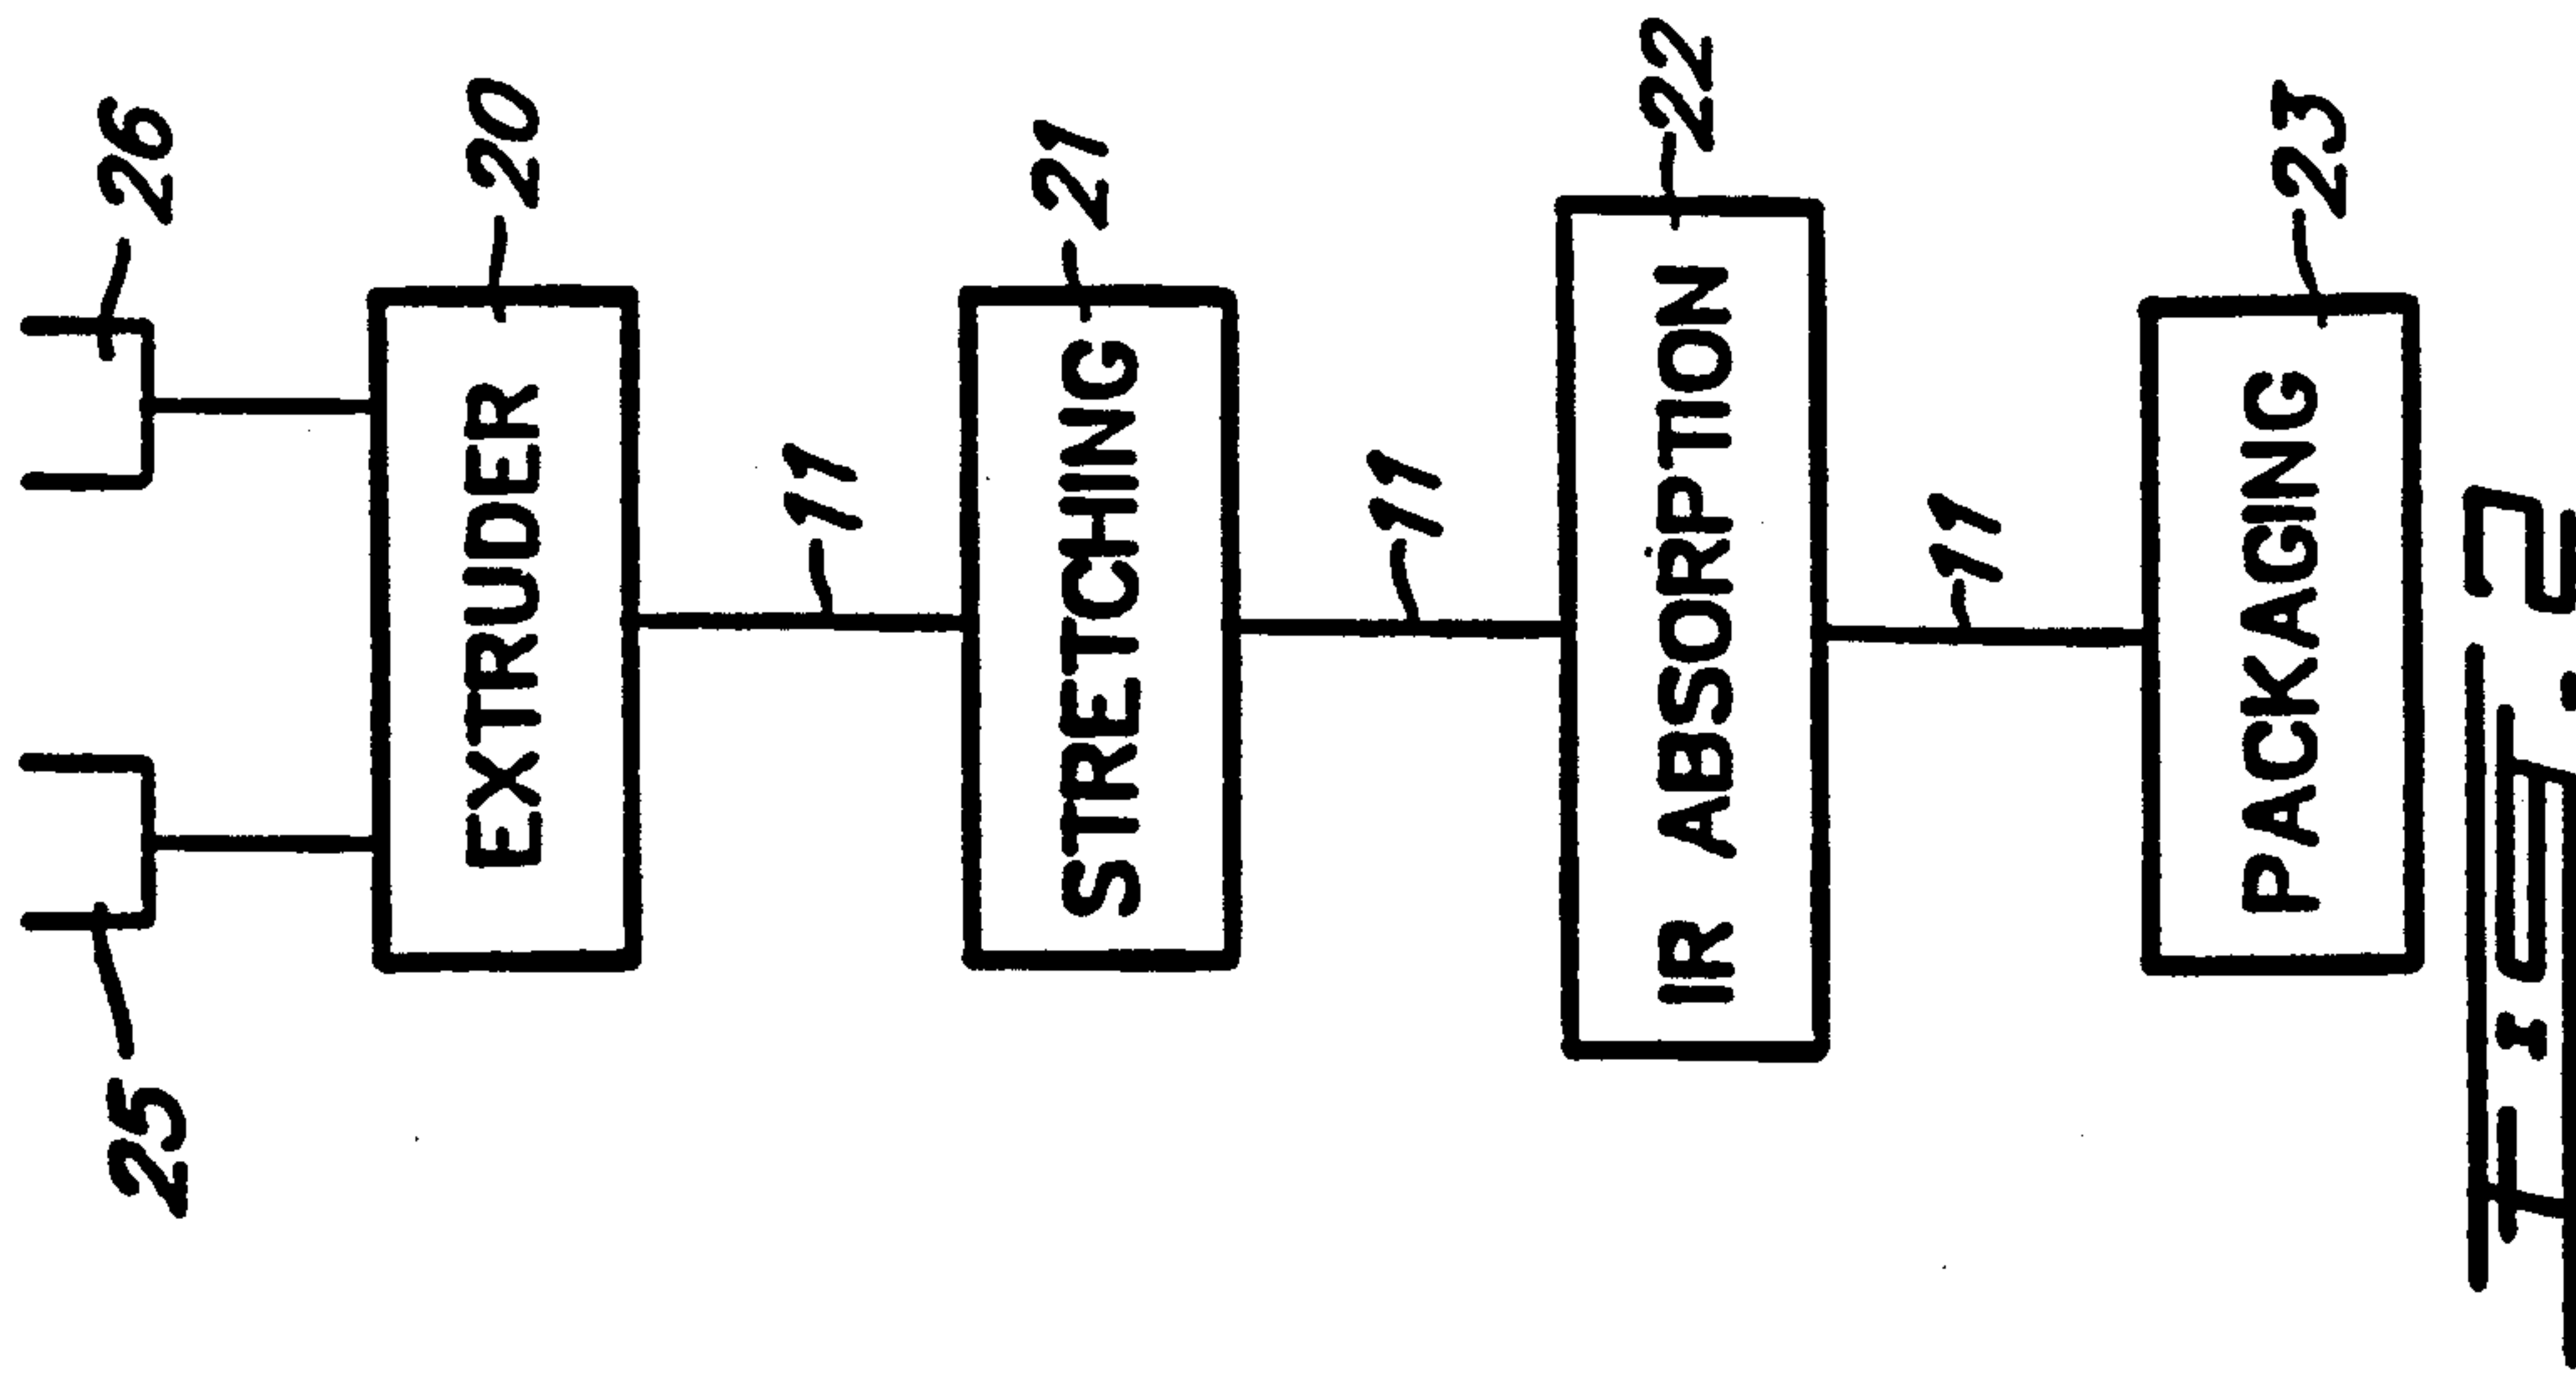 25
26
EXTRUDER
20
11
STRETCHING
21
11
IR ABSORPTION
22
11
PACKAGING
23
FIG. 2